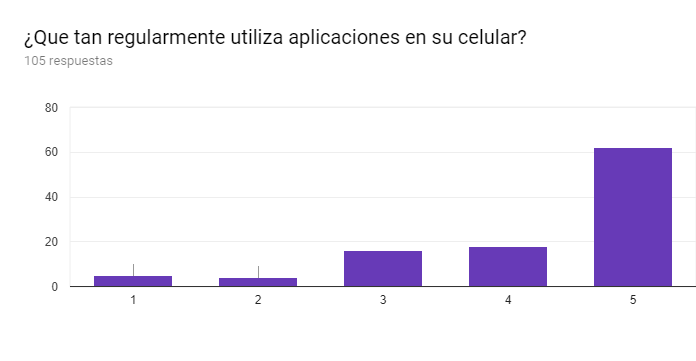 ¿Que tan regularmente utiliza aplicaciones en su celular?
105 respuestas
80
60
40
20
0
1 2 3 4 5